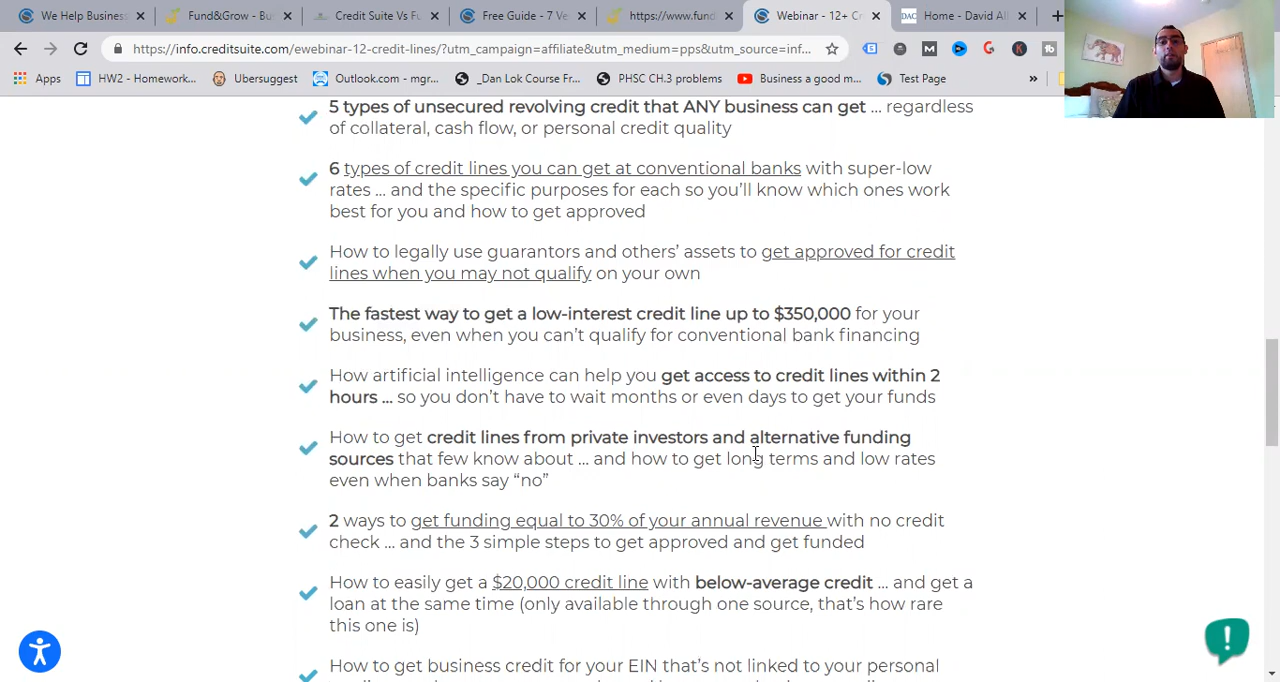 We Help Business
Fund&Grow - Bu
Credit Suite Vs Fu
Free Guide - 7 Ve
https://www.fund
Webinar - 12+ Cr
Home - David All
https://info.creditsuite.com/ewebinar-12-credit-lines/?utm_campaign=affiliate&utm_medium=pps&utm_source=inf...
Apps
HW2 - Homework...
Ubersuggest
Outlook.com - mgr...
_Dan Lok Course Fr...
PHSC CH.3 problems
Business a good m...
Test Page
»
5 types of unsecured revolving credit that ANY business can get ... regardless
of collateral, cash flow, or personal credit quality
6 types of credit lines you can get at conventional banks with super-low
rates ... and the specific purposes for each so you'll know which ones work
best for you and how to get approved
How to legally use guarantors and others' assets to get approved for credit
lines when you may not qualify on your own
The fastest way to get a low-interest credit line up to $350,000 for your
business, even when you can't qualify for conventional bank financing
How artificial intelligence can help you get access to credit lines within 2
hours ... so you don't have to wait months or even days to get your funds
How to get credit lines from private investors and alternative funding
sources that few know about ... and how to get long terms and low rates
even when banks say "no"
2 ways to get funding equal to 30% of your annual revenue with no credit
check ... and the 3 simple steps to get approved and get funded
How to easily get a $20,000 credit line with below-average credit ... and get a
loan at the same time (only available through one source, that's how rare
this one is)
How to get business credit for your EIN that's not linked to your personal